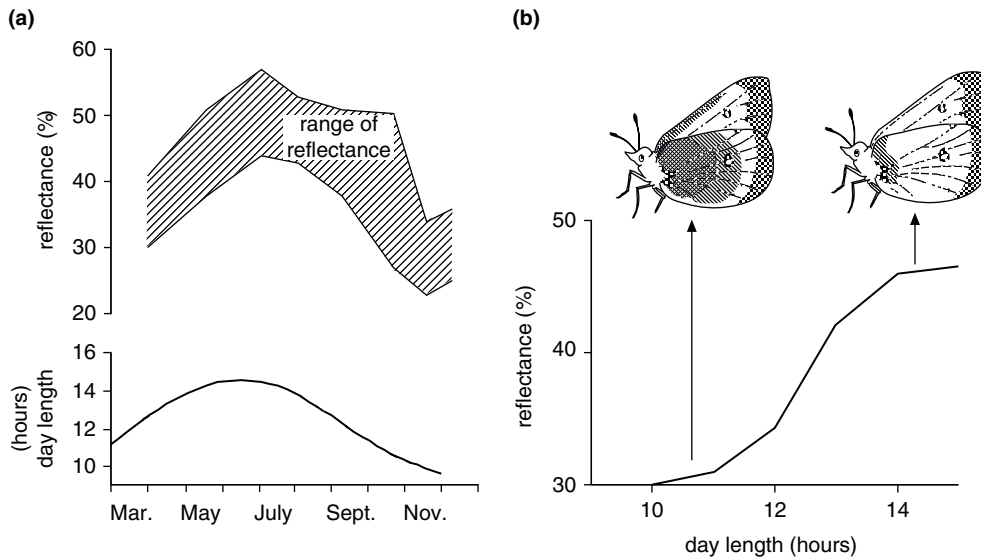 (a)
60
50
40
30
20
reflectance (%)
range of
reflectance
16
14
12
10
(hours)
day length
Mar. May July Sept. Nov.
(b)
50
40
30
reflectance (%)
10 12 14
day length (hours)